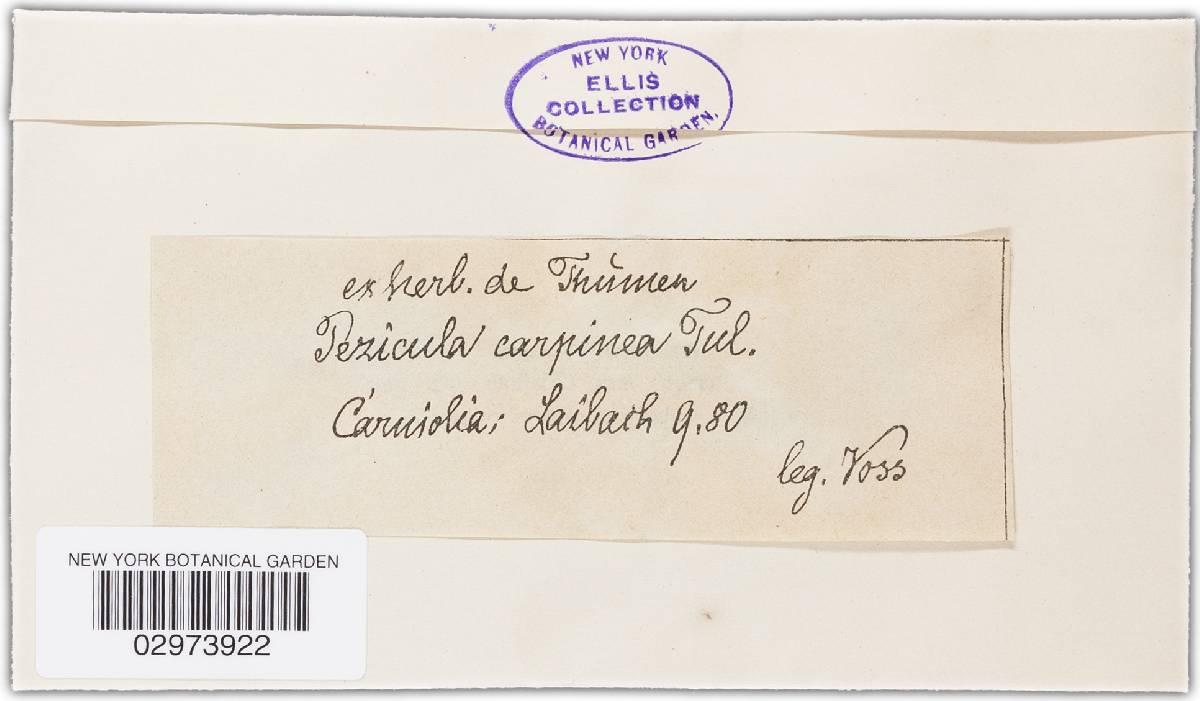 NEW YORK
ELLIS
COLLECTION
BOTANICAL GARDEN.
ex herb. de Thümen
Pezicula carpinea Tul.
Carniolia; Laibach 9.80
leg. Voss
NEW YORK BOTANICAL GARDEN
02973922